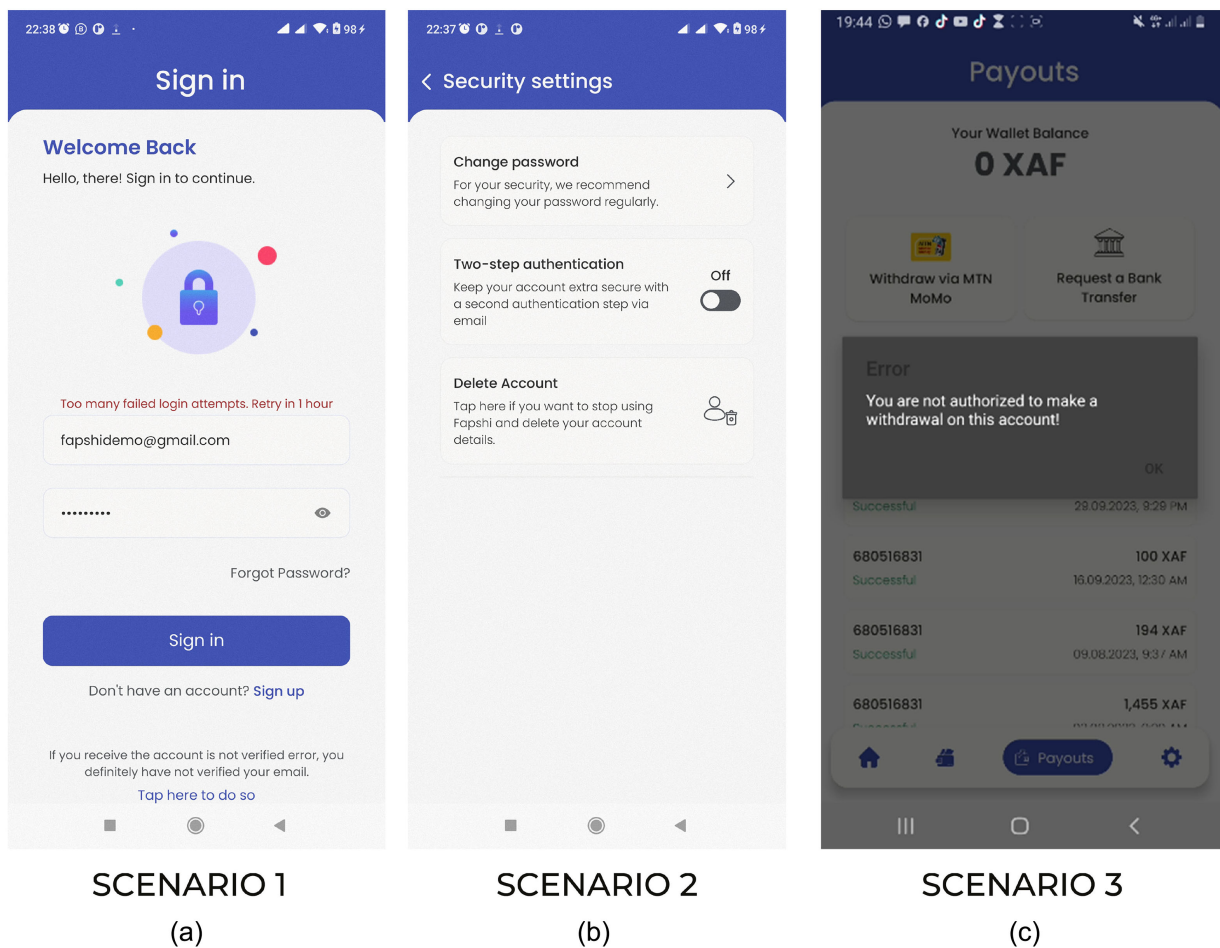 22:38
98
Sign in
Welcome Back
Hello, there! Sign in to continue.
Too many failed login attempts. Retry in 1 hour
fapshidemo@gmail.com
•••••••••
Forgot Password?
Sign in
Don't have an account? Sign up
If you receive the account is not verified error, you
definitely have not verified your email.
Tap here to do so
SCENARIO 1
(a)
22:37
98
Security settings
Change password
For your security, we recommend
changing your password regularly.
Two-step authentication
Off
Keep your account extra secure with
a second authentication step via
email
Delete Account
Tap here if you want to stop using
Fapshi and delete your account
details.
SCENARIO 2
(b)
19:44
Payouts
Your Wallet Balance
0 XAF
Withdraw via MTN
MoMo
Request a Bank
Transfer
Error
You are not authorized to make a
withdrawal on this account!
OK
Successful 29.09.2023, 9:29 PM
680516831 100 XAF
Successful 16.09.2023, 12:30 AM
680516831 194 XAF
Successful 09.08.2023, 9:37 AM
680516831 1,455 XAF
Payouts
SCENARIO 3
(c)